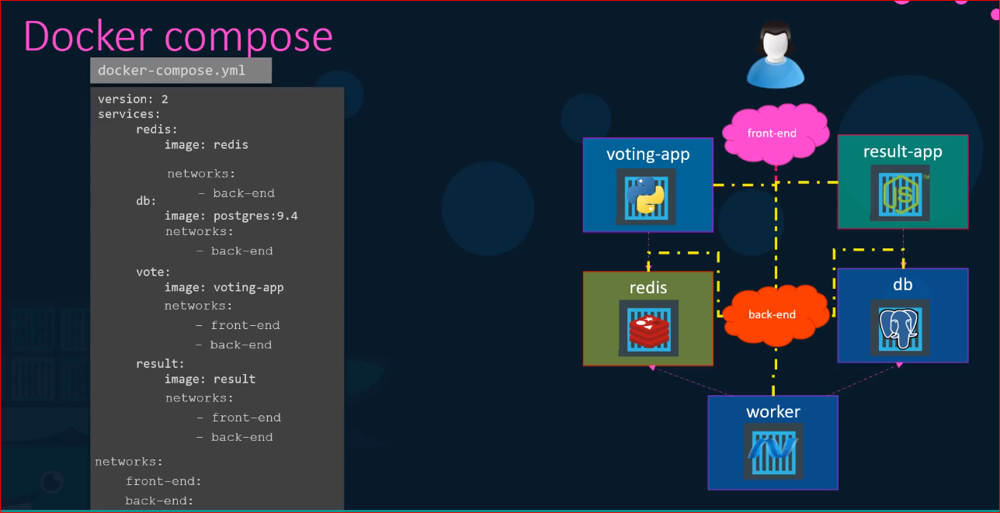 Docker compose
docker-compose.yml
version: 2
services:
redis:
image: redis
networks:
- back-end
db:
image: postgres:9.4
networks:
- back-end
vote:
image: voting-app
networks:
- front-end
- back-end
result:
image: result
networks:
- front-end
- back-end
networks:
front-end:
back-end:
front-end
voting-app
result-app
JS
TM
redis
db
back-end
worker